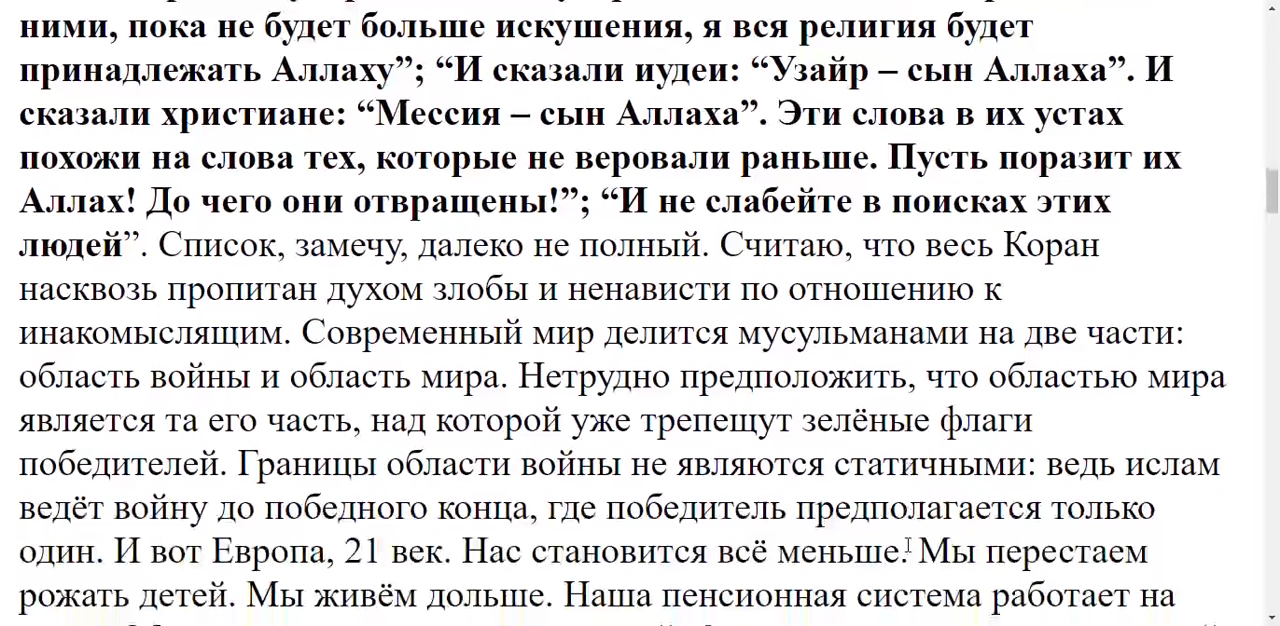 ними, пока не будет больше искушения, я вся религия будет
принадлежать Аллаху”; “И сказали иудеи: “Узайр – сын Аллаха”. И
сказали христиане: “Мессия – сын Аллаха”. Эти слова в их устах
похожи на слова тех, которые не веровали раньше. Пусть поразит их
Аллах! До чего они отвращены!”; “И не слабейте в поисках этих
людей”. Список, замечу, далеко не полный. Считаю, что весь Коран
насквозь пропитан духом злобы и ненависти по отношению к
инакомыслящим. Современный мир делится мусульманами на две части:
область войны и область мира. Нетрудно предположить, что областью мира
является та его часть, над которой уже трепещут зелёные флаги
победителей. Границы области войны не являются статичными: ведь ислам
ведёт войну до победного конца, где победитель предполагается только
один. И вот Европа, 21 век. Нас становится всё меньше. Мы перестаем
рожать детей. Мы живём дольше. Наша пенсионная система работает на